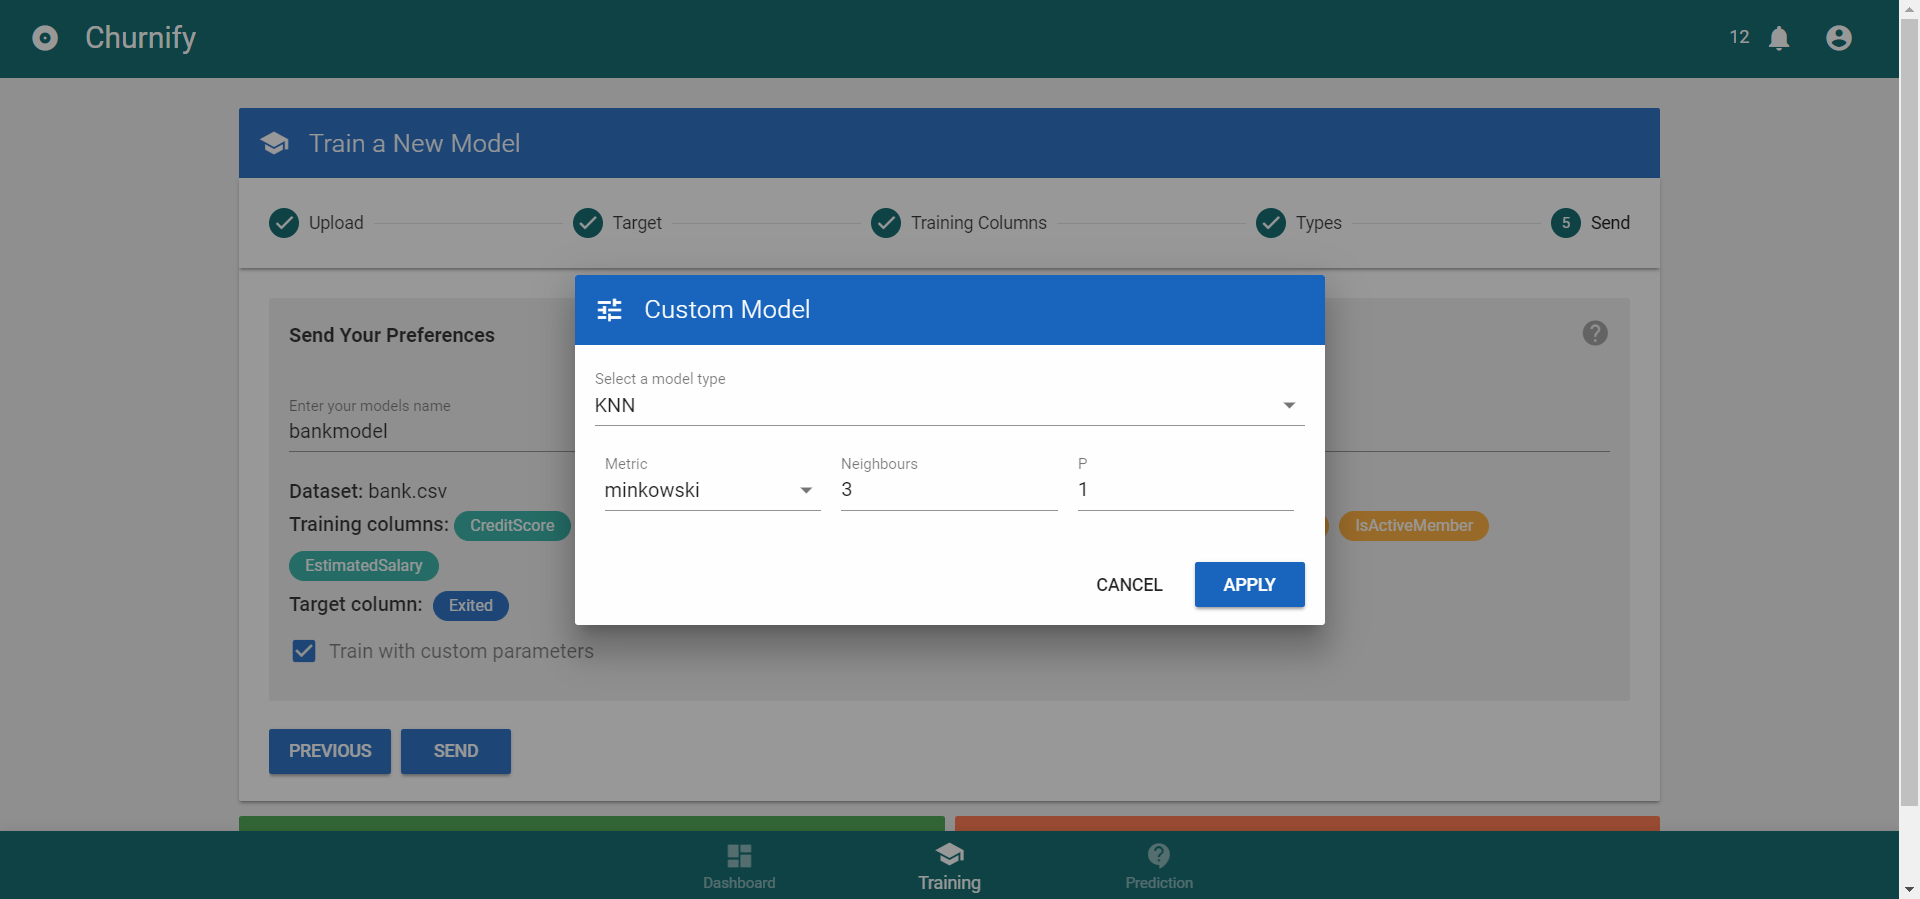 Churnify
12
Train a New Model
Upload
Target
Training Columns
Types
5 Send
Custom Model
Send Your Preferences
Select a model type
KNN
Enter your models name
bankmodel
Metric
minkowski
Neighbours
3
P
1
Dataset: bank.csv
Training columns: CreditScore IsActiveMember
EstimatedSalary
Target column: Exited
CANCEL APPLY
Train with custom parameters
PREVIOUS SEND
Dashboard Training Prediction